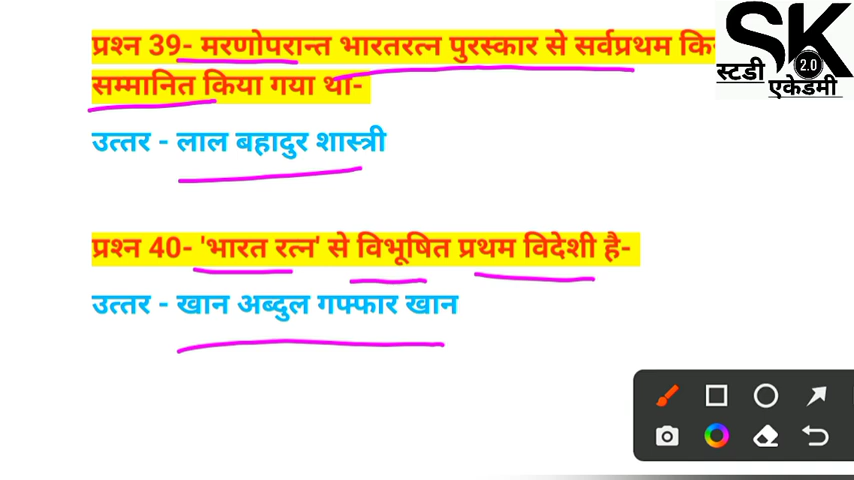 प्रश्न 39- मरणोपरान्त भारतरत्न पुरस्कार से सर्वप्रथम
सम्मानित किया गया था-
उत्तर - लाल बहादुर शास्त्री
प्रश्न 40- 'भारत रत्न' से विभूषित प्रथम विदेशी है-
उत्तर - खान अब्दुल गफ्फार खान
SK
2.0
स्टडी
एकेडमी